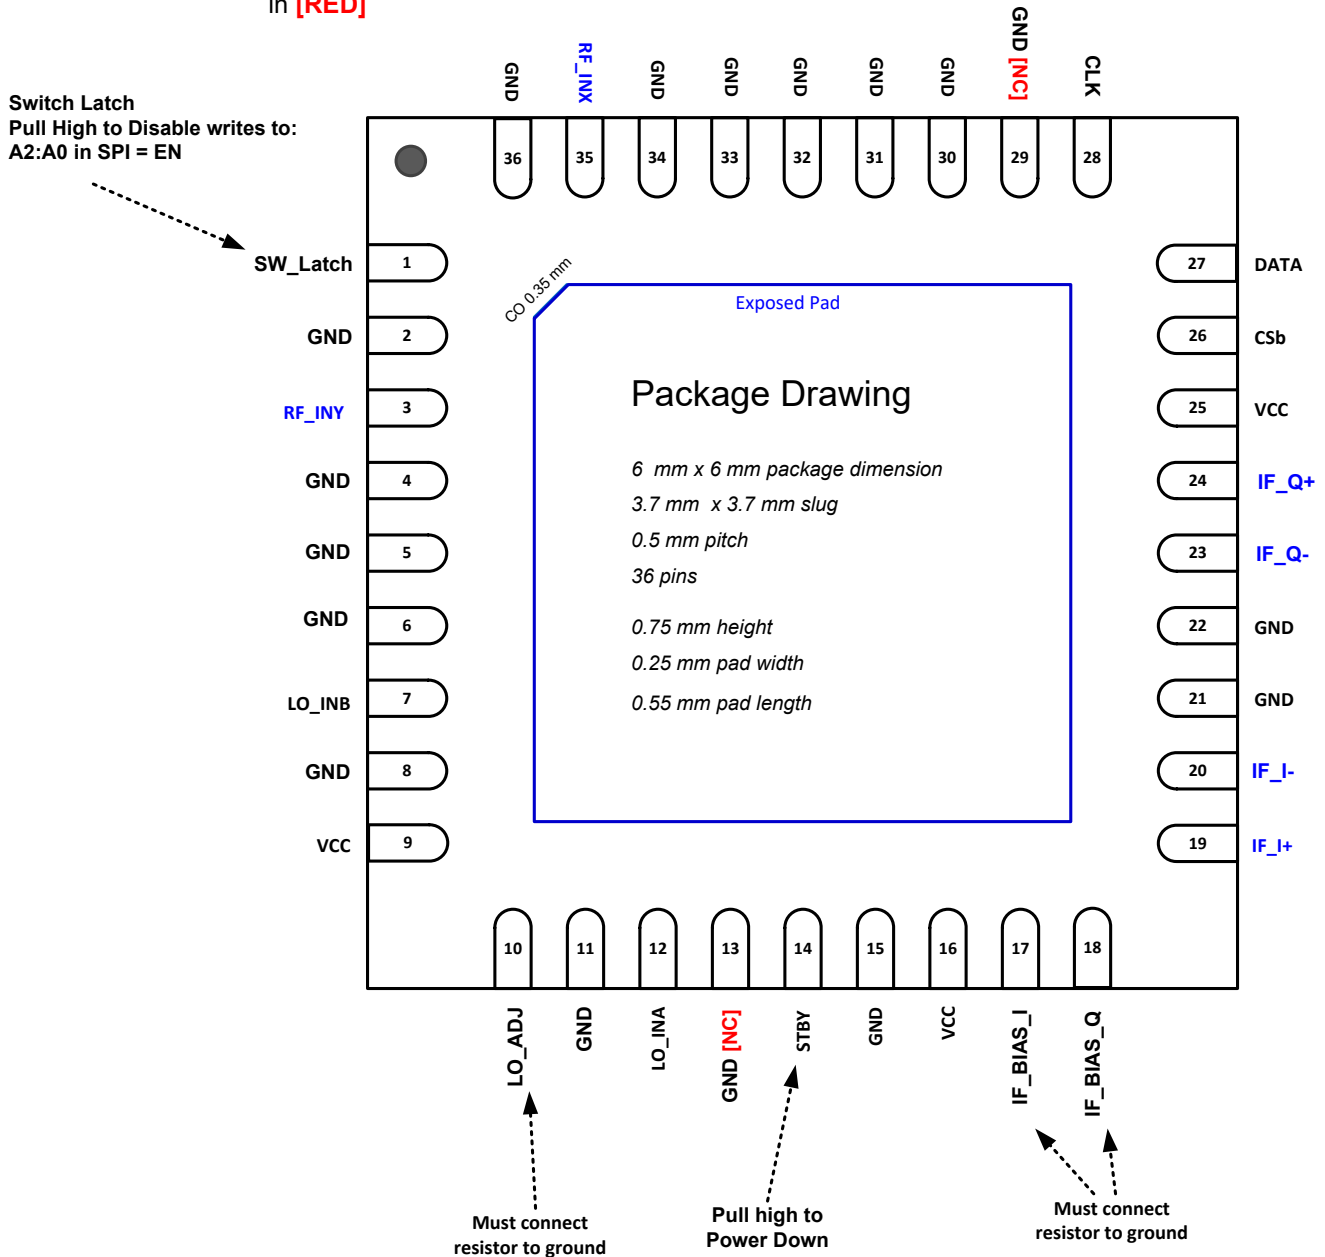 in [RED]
Switch Latch
Pull High to Disable writes to:
A2:A0 in SPI = EN
GND
RF_INX
GND
GND
GND
GND
GND
GND [NC]
CLK
36
35
34
33
32
31
30
29
28
SW_Latch
1
GND
2
RF_INY
3
GND
4
GND
5
GND
6
LO_INB
7
GND
8
VCC
9
CO 0.35 mm
Exposed Pad
Package Drawing
6 mm x 6 mm package dimension
3.7 mm x 3.7 mm slug
0.5 mm pitch
36 pins
0.75 mm height
0.25 mm pad width
0.55 mm pad length
27
DATA
26
CSb
25
VCC
24
IF_Q+
23
IF_Q-
22
GND
21
GND
20
IF_I-
19
IF_I+
10
11
12
13
14
15
16
17
18
LO_ADJ
GND
LO_INA
GND [NC]
STBY
GND
VCC
IF_BIAS_I
IF_BIAS_Q
Must connect
resistor to ground
Pull high to
Power Down
Must connect
resistor to ground